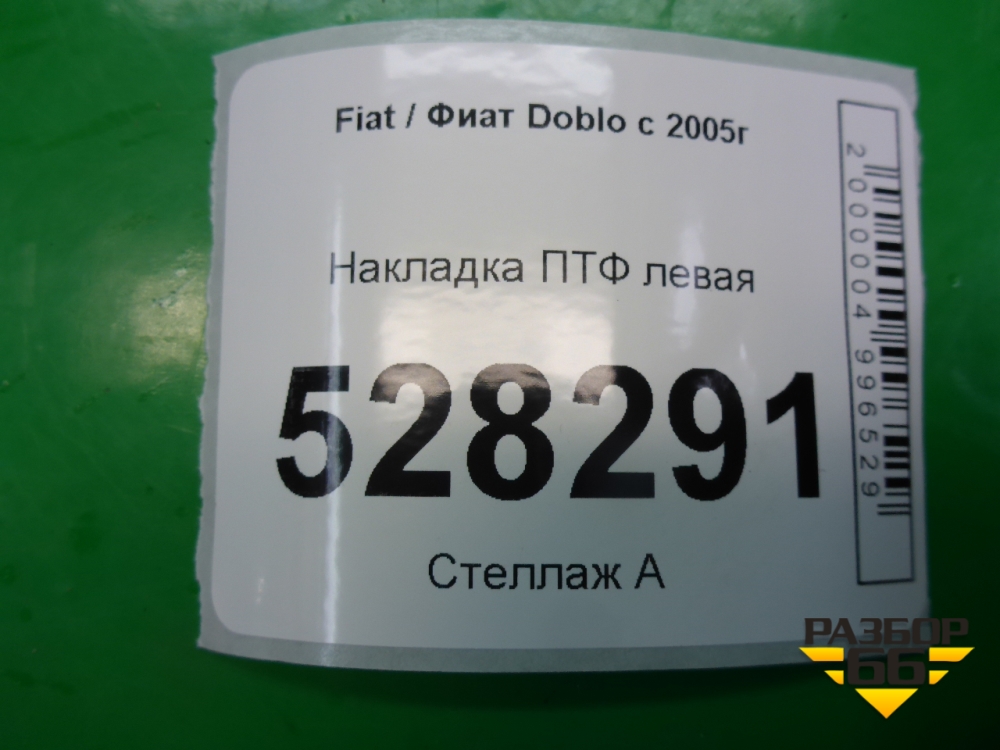 Fiat / Фиат Doblo с 2005г
Накладка ПТФ левая
528291
Стеллаж А
2000004996529
РАЗБОР
66